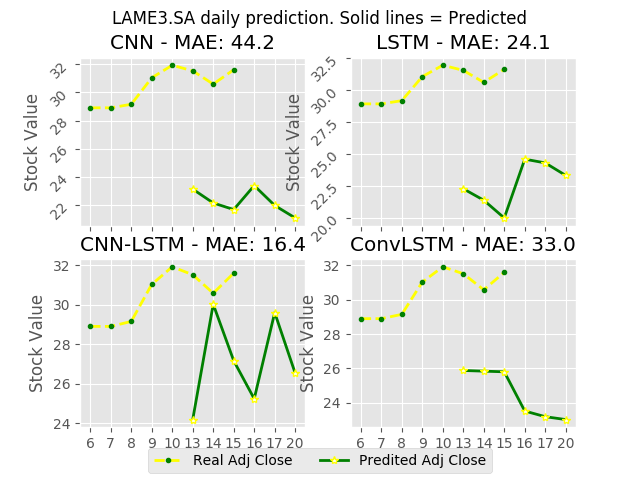 LAME3.SA daily prediction. Solid lines = Predicted
CNN - MAE: 44.2
LSTM - MAE: 24.1
Stock Value
32
30
28
26
24
22
Stock Value
32.5
30.0
27.5
25.0
22.5
20.0
CNN-LSTM - MAE: 16.4
ConvLSTM - MAE: 33.0
Stock Value
32
30
28
26
24
6 7 8 9 10 13 14 15 16 17 20
Stock Value
32
30
28
26
24
6 7 8 9 10 13 14 15 16 17 20
Real Adj Close
Predited Adj Close